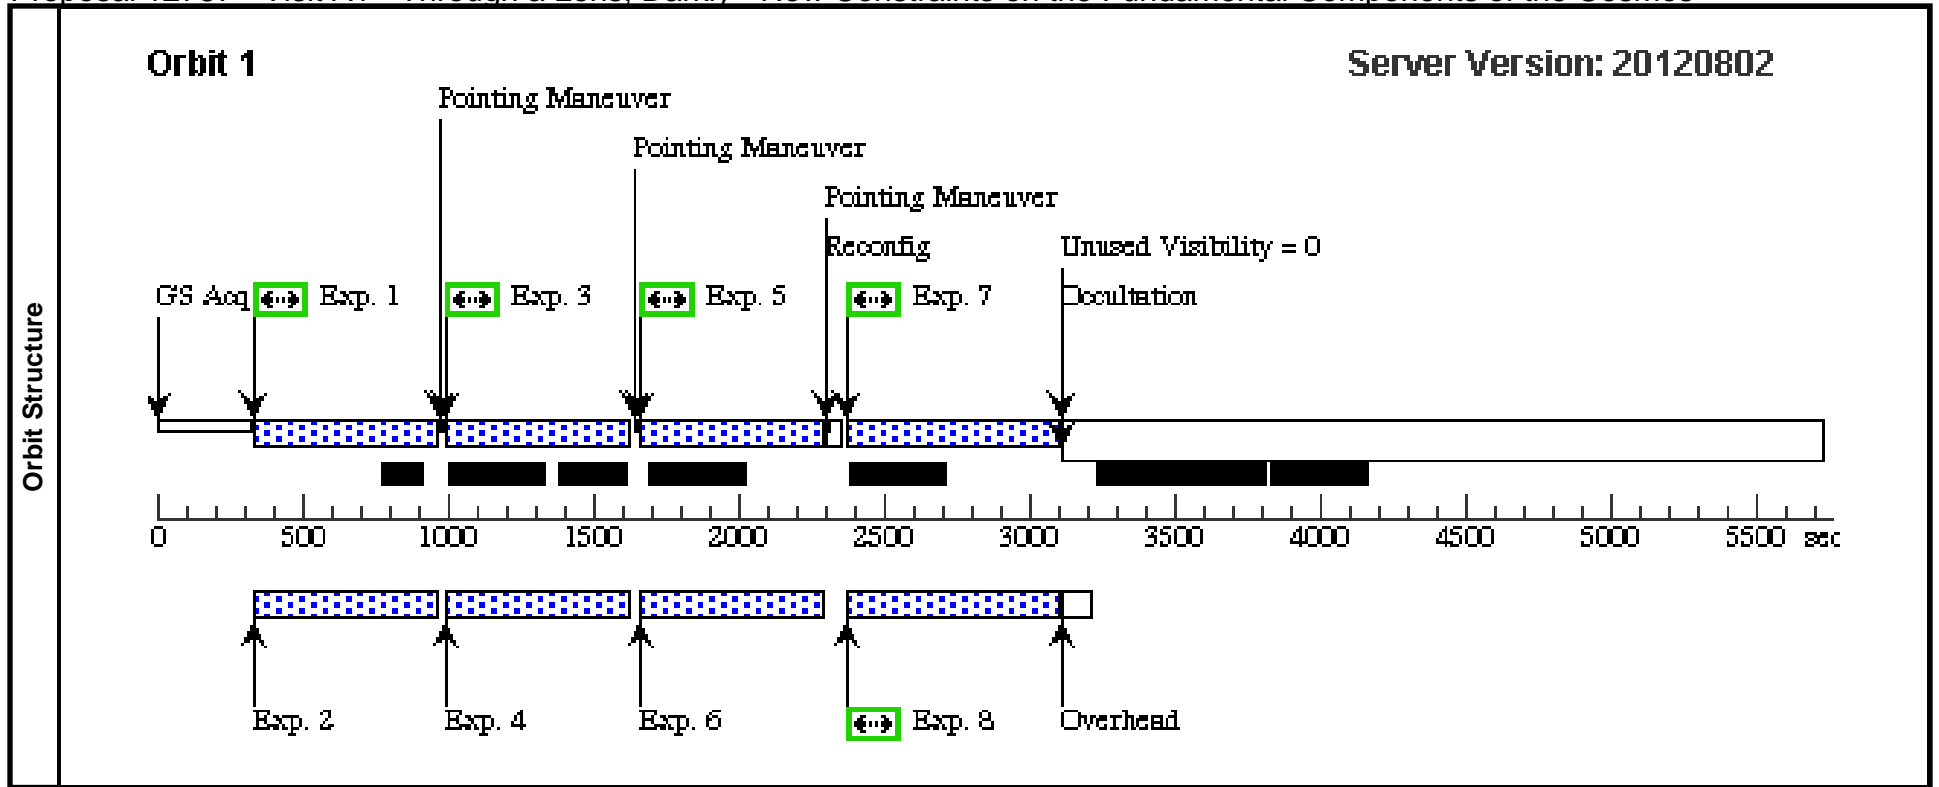 Orbit Structure
Orbit 1
Server Version: 20120802
Pointing Maneuver
Pointing Maneuver
Pointing Maneuver
Reconfig
Unused Visibility = 0
GS Acq
Exp. 1
Exp. 3
Exp. 5
Exp. 7
Occultation
0 500 1000 1500 2000 2500 3000 3500 4000 4500 5000 5500 sec
Exp. 2
Exp. 4
Exp. 6
Exp. 8
Overhead